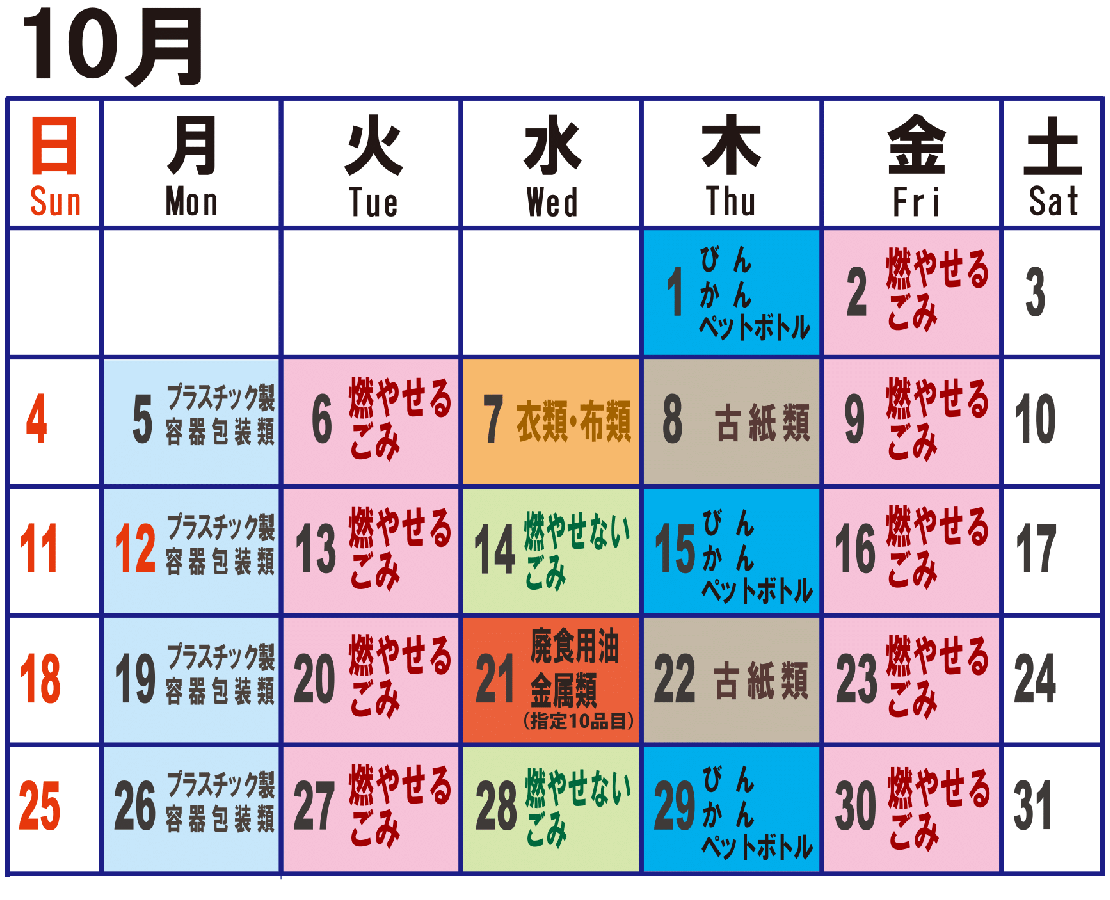 10月
日 月 火 水 木 金 土
Sun Mon Tue Wed Thu Fri Sat
1 びん
かん
ペットボトル
2 燃やせる
ごみ
3
4
5 プラスチック製
容器包装類
6 燃やせる
ごみ
7 衣類・布類
8 古紙類
9 燃やせる
ごみ
10
11
12 プラスチック製
容器包装類
13 燃やせる
ごみ
14 燃やせない
ごみ
15 びん
かん
ペットボトル
16 燃やせる
ごみ
17
18
19 プラスチック製
容器包装類
20 燃やせる
ごみ
21 廃食用油
金属類
(指定10品目)
22 古紙類
23 燃やせる
ごみ
24
25
26 プラスチック製
容器包装類
27 燃やせる
ごみ
28 燃やせない
ごみ
29 びん
かん
ペットボトル
30 燃やせる
ごみ
31